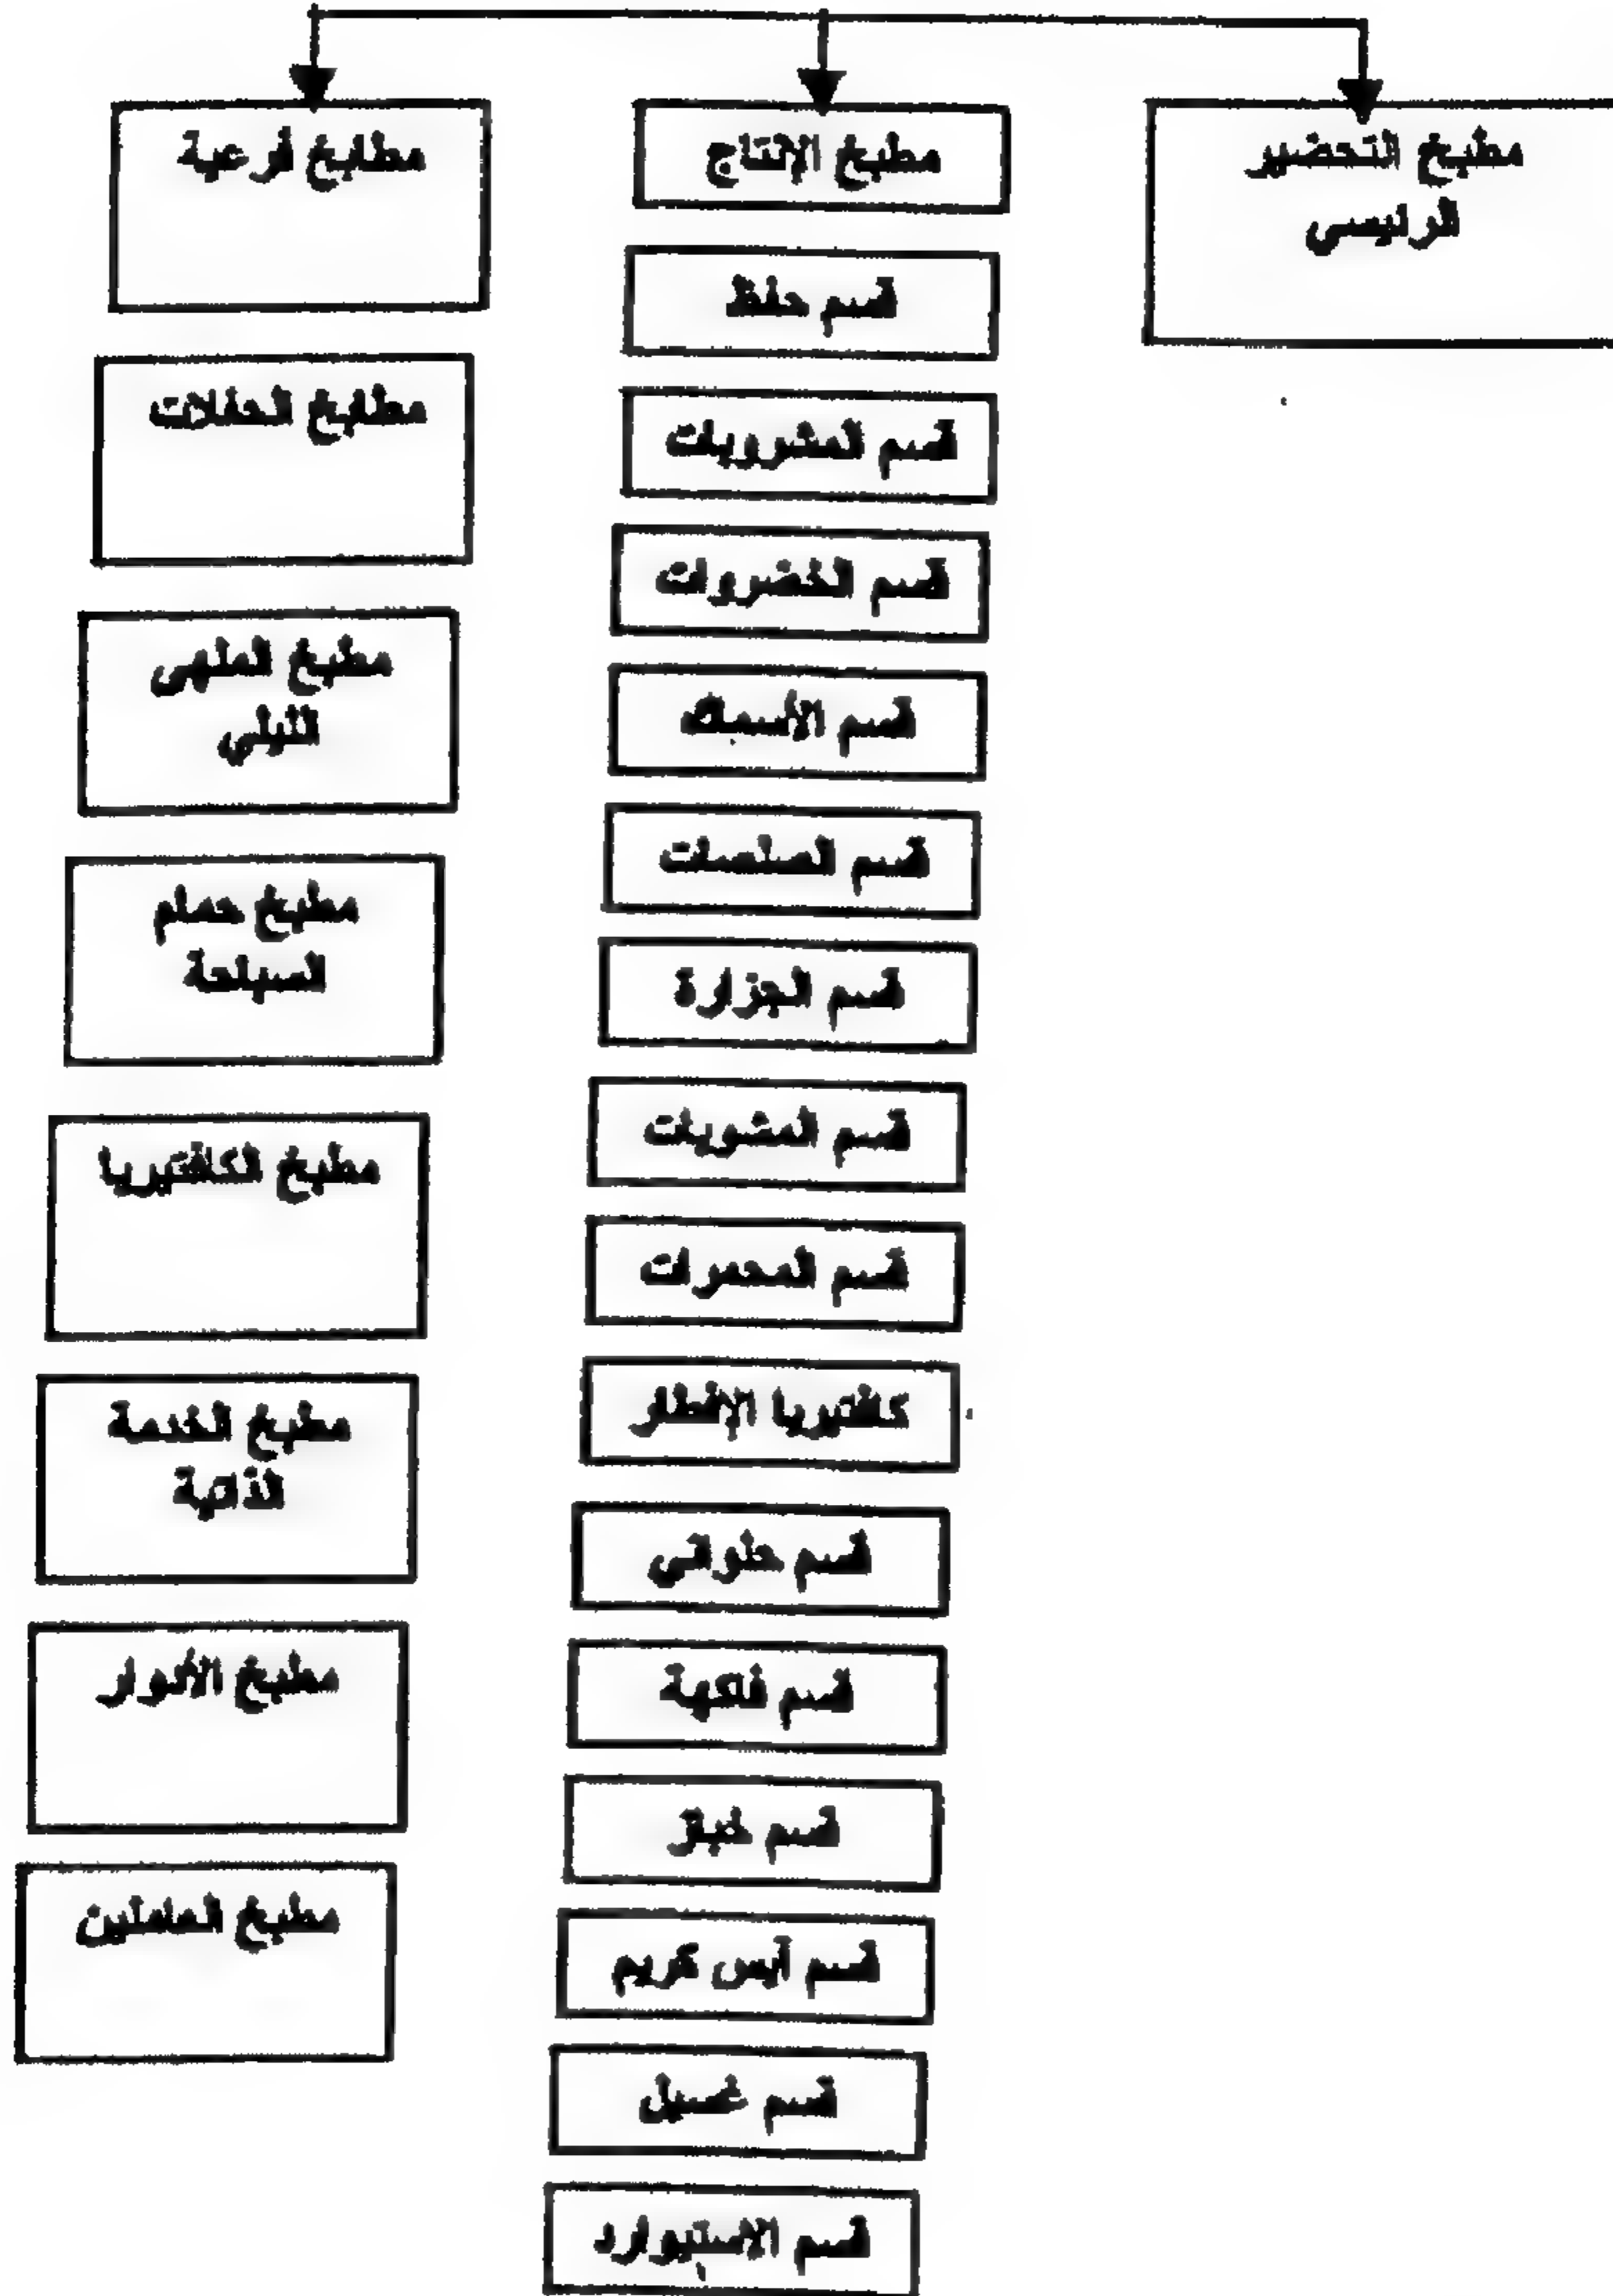 مطبخ التحضير
الرئيسي
مطبخ الإنتاج
قسم حفظ
قسم المشروبات
قسم الخضروات
قسم الأسماك
قسم الصلصات
قسم الجزارة
قسم المشويات
قسم المحمرات
كافتيريا الإفطار
قسم حلواني
قسم فاكهة
قسم خباز
قسم آيس كريم
قسم غسيل
قسم الاستيوارد
مطابخ فرعية
مطابخ الحفلات
مطبخ الملهى
الليلي
مطبخ حمام
السباحة
مطبخ الكافتيريا
مطبخ الخدمة
الذاتية
مطبخ الأدوار
مطبخ العاملين